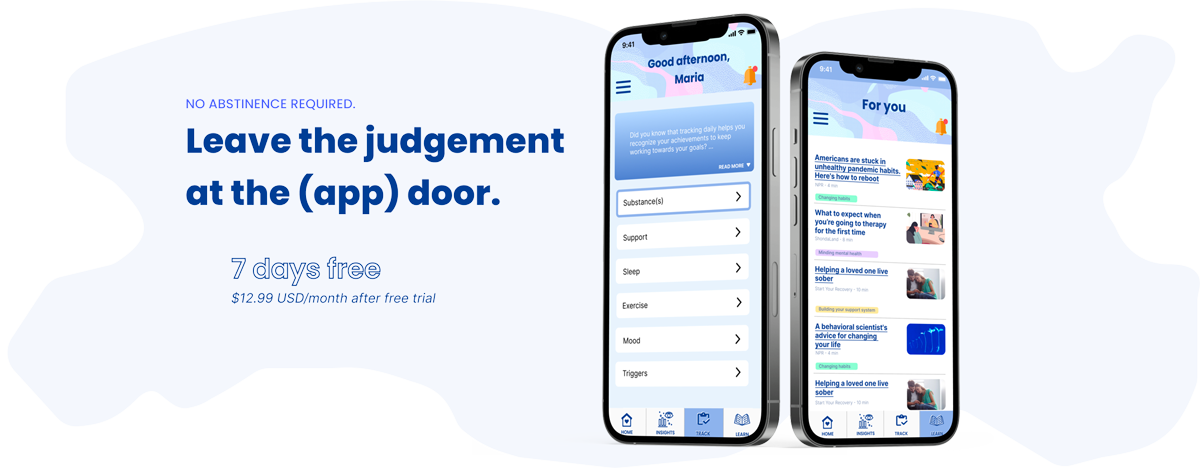 NO ABSTINENCE REQUIRED.
Leave the judgement
at the (app) door.
7 days free
$12.99 USD/month after free trial
9:41
Good afternoon,
Maria
Did you know that tracking daily helps you
recognize your achievements to keep
working towards your goals? ...
READ MORE
Substance(s)
Support
Sleep
Exercise
Mood
Triggers
HOME
INSIGHTS
TRACK
LEARN
9:41
For you
Americans are stuck in
unhealthy pandemic habits.
Here's how to reboot
NPR - 4 min
Changing habits
What to expect when
you're going to therapy
for the first time
8 min
Minding mental health
Helping a loved one live
sober
Start Your Recovery - 10 min
Building your support system
A behavioral scientist's
advice for changing
your life
NPR - 4 min
Changing habits
Helping a loved one live
sober
Start Your Recovery - 10 min
HOME
INSIGHTS
TRACK
LEARN